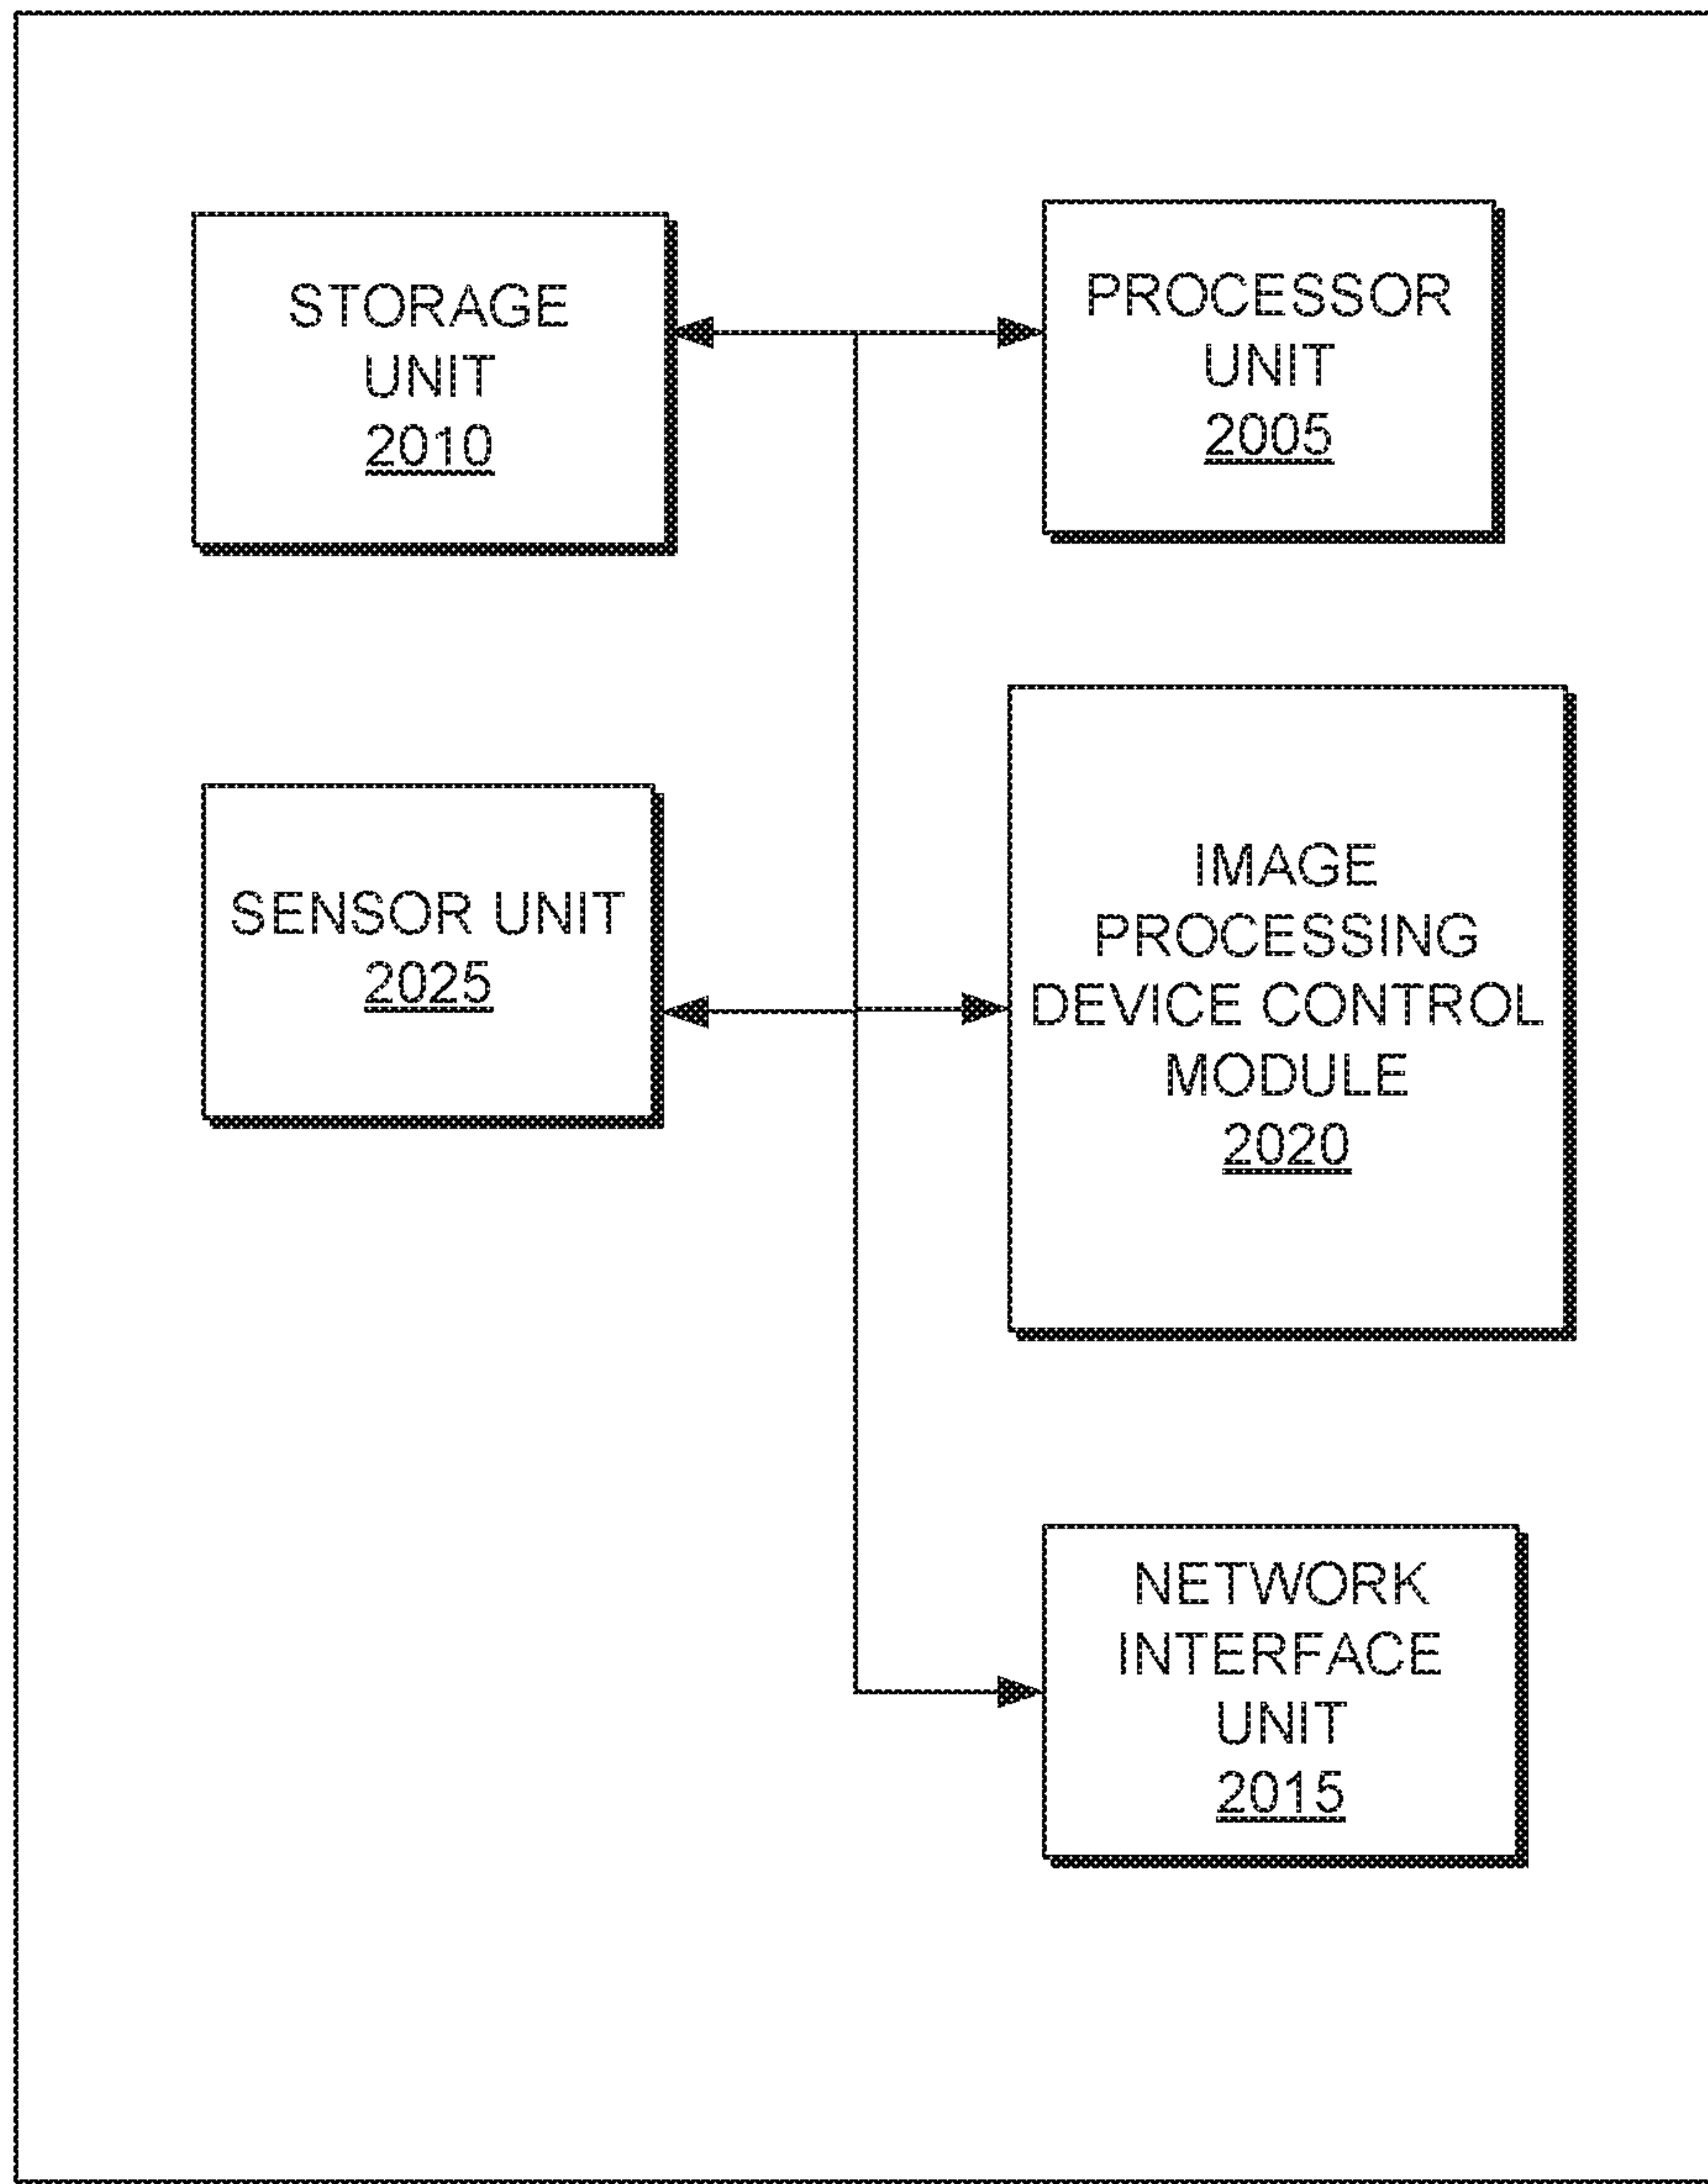 STORAGE
UNIT
2010
PROCESSOR
UNIT
2005
SENSOR UNIT
2025
IMAGE
PROCESSING
DEVICE CONTROL
MODULE
2020
NETWORK
INTERFACE
UNIT
2015